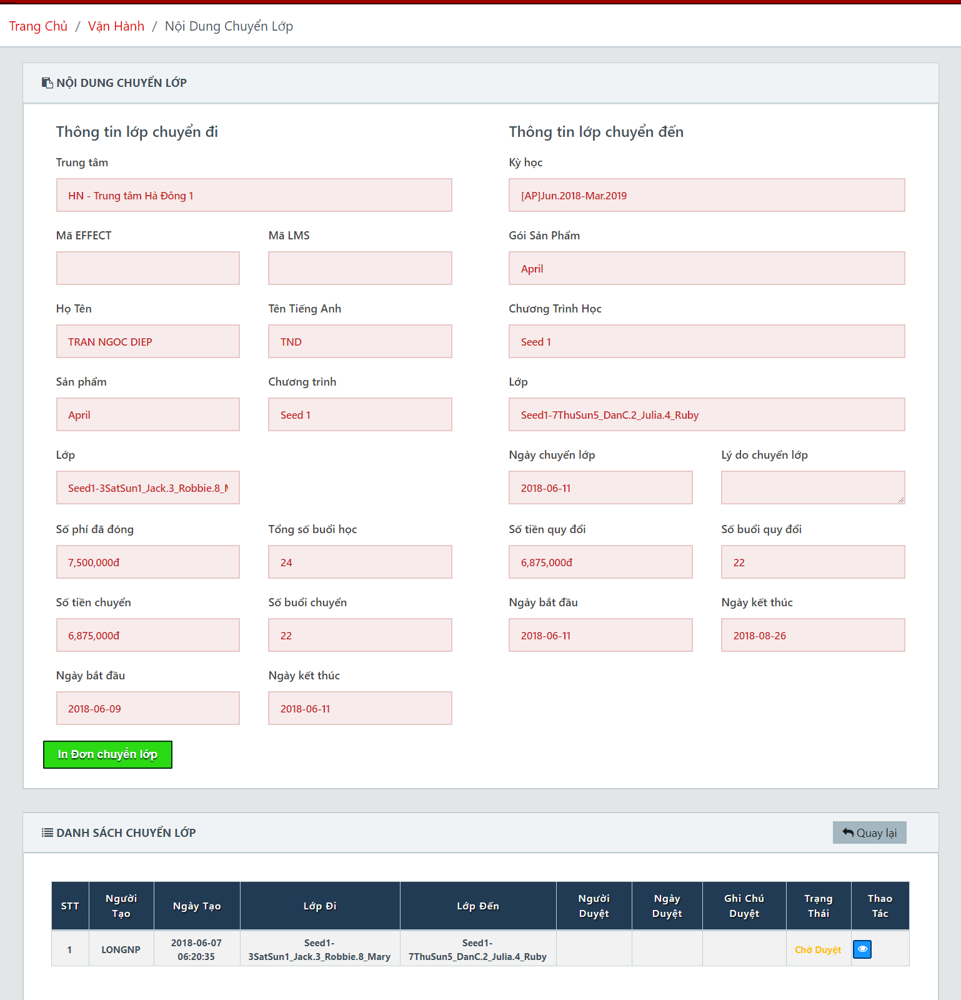 Trang Chủ / Vận Hành / Nội Dung Chuyển Lớp
NỘI DUNG CHUYỂN LỚP
Thông tin lớp chuyển đi
Trung tâm
HN - Trung tâm Hà Đông 1
Mã EFFECT
Mã LMS
Họ Tên
Tên Tiếng Anh
TRAN NGOC DIEP
TND
Sản phẩm
Chương trình
April
Seed 1
Lớp
Seed1-3SatSun1_Jack.3_Robbie.8_M
Số phí đã đóng
Tổng số buổi học
7,500,000đ
24
Số tiền chuyển
Số buổi chuyển
6,875,000đ
22
Ngày bắt đầu
Ngày kết thúc
2018-06-09
2018-06-11
Thông tin lớp chuyển đến
Kỳ học
[AP]Jun.2018-Mar.2019
Gói Sản Phẩm
April
Chương Trình Học
Seed 1
Lớp
Seed1-7ThuSun5_DanC.2_Julia.4_Ruby
Ngày chuyển lớp
Lý do chuyển lớp
2018-06-11
Số tiền quy đổi
Số buổi quy đổi
6,875,000đ
22
Ngày bắt đầu
Ngày kết thúc
2018-06-11
2018-08-26
In Đơn chuyển lớp
DANH SÁCH CHUYỂN LỚP
Quay lại
STT
Người
Tạo
Ngày Tạo
Lớp Đi
Lớp Đến
Người
Duyệt
Ngày
Duyệt
Ghi Chú
Duyệt
Trạng
Thái
Thao
Tác
1
LONGNP
2018-06-07
06:20:35
Seed1-
3SatSun1_Jack.3_Robbie.8_Mary
Seed1-
7ThuSun5_DanC.2_Julia.4_Ruby
Chờ Duyệt